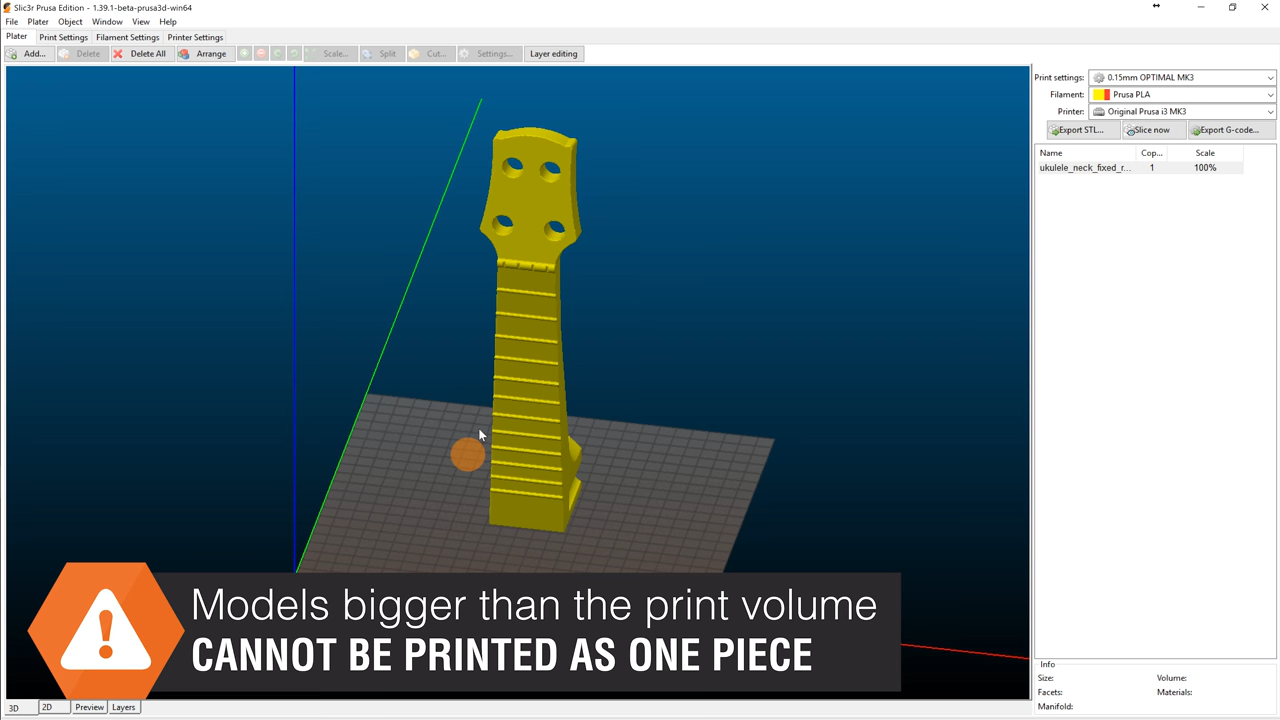 Slic3r Prusa Edition - 1.39.1-beta-prusa3d-win64
File Plater Object Window View Help
Plater Print Settings Filament Settings Printer Settings
Add... Delete Delete All Arrange Scale... Split Cut... Settings... Layer editing
Print settings: 0.15mm OPTIMAL MK3
Filament: Prusa PLA
Printer: Original Prusa i3 MK3
Export STL... Slice now Export G-code...
Name Cop... Scale
ukulele_neck_fixed_r... 1 100%
Models bigger than the print volume
CANNOT BE PRINTED AS ONE PIECE
Info
Size: Volume:
Facets: Materials:
Manifold:
3D 2D Preview Layers